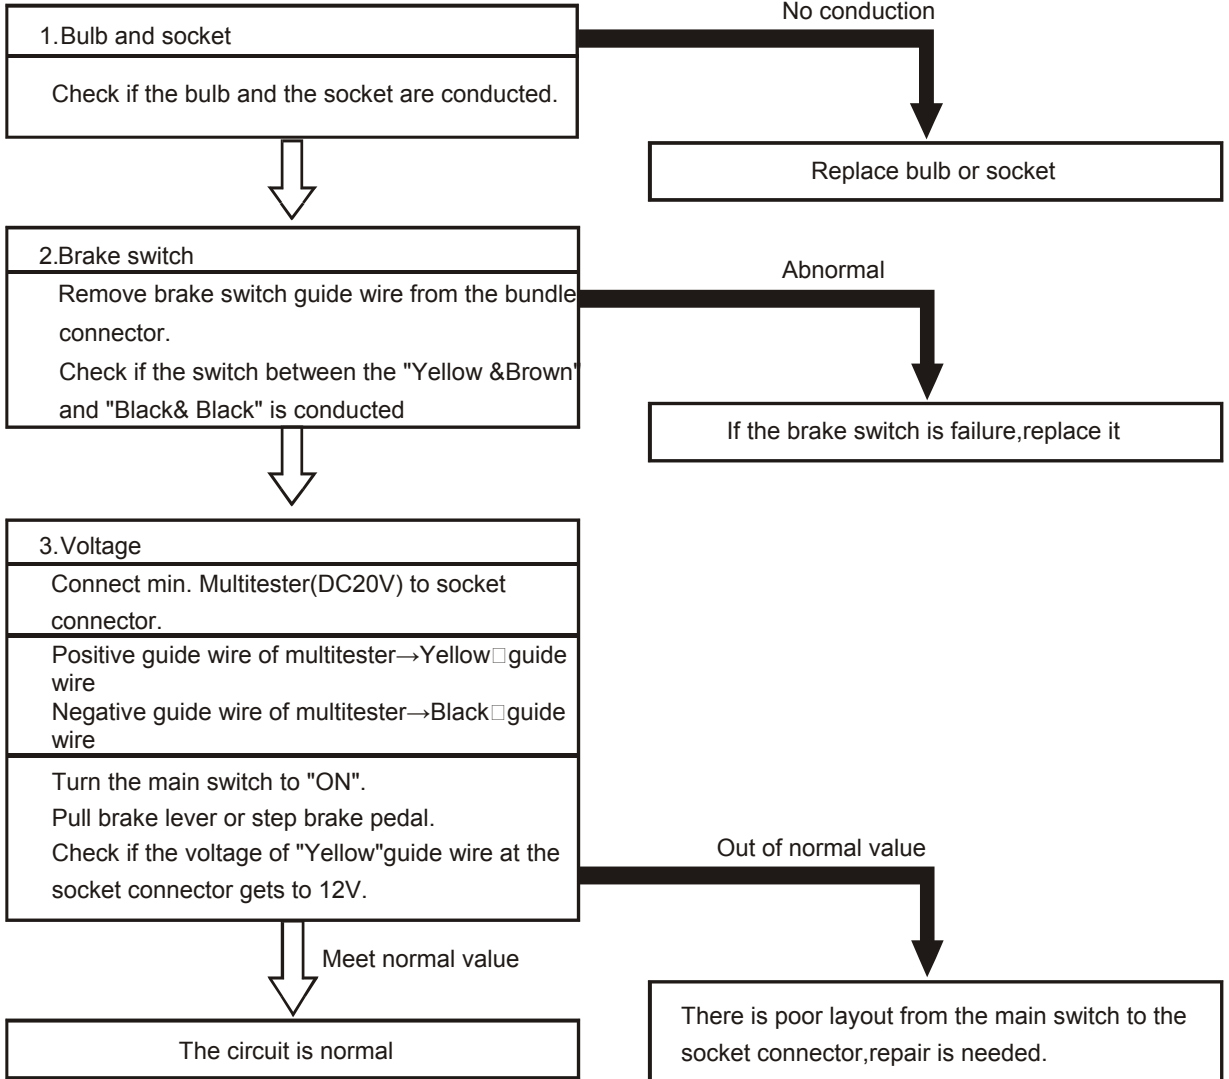 No conduction
1.Bulb and socket
Check if the bulb and the socket are conducted.
Replace bulb or socket
2.Brake switch
Abnormal
Remove brake switch guide wire from the bundle
connector.
Check if the switch between the "Yellow &Brown"
and "Black& Black" is conducted
If the brake switch is failure,replace it
3.Voltage
Connect min. Multitester(DC20V) to socket
connector.
Positive guide wire of multitester→Yellow□guide
wire
Negative guide wire of multitester→Black□guide
wire
Turn the main switch to "ON".
Pull brake lever or step brake pedal.
Check if the voltage of "Yellow"guide wire at the
socket connector gets to 12V.
Out of normal value
Meet normal value
The circuit is normal
There is poor layout from the main switch to the
socket connector,repair is needed.